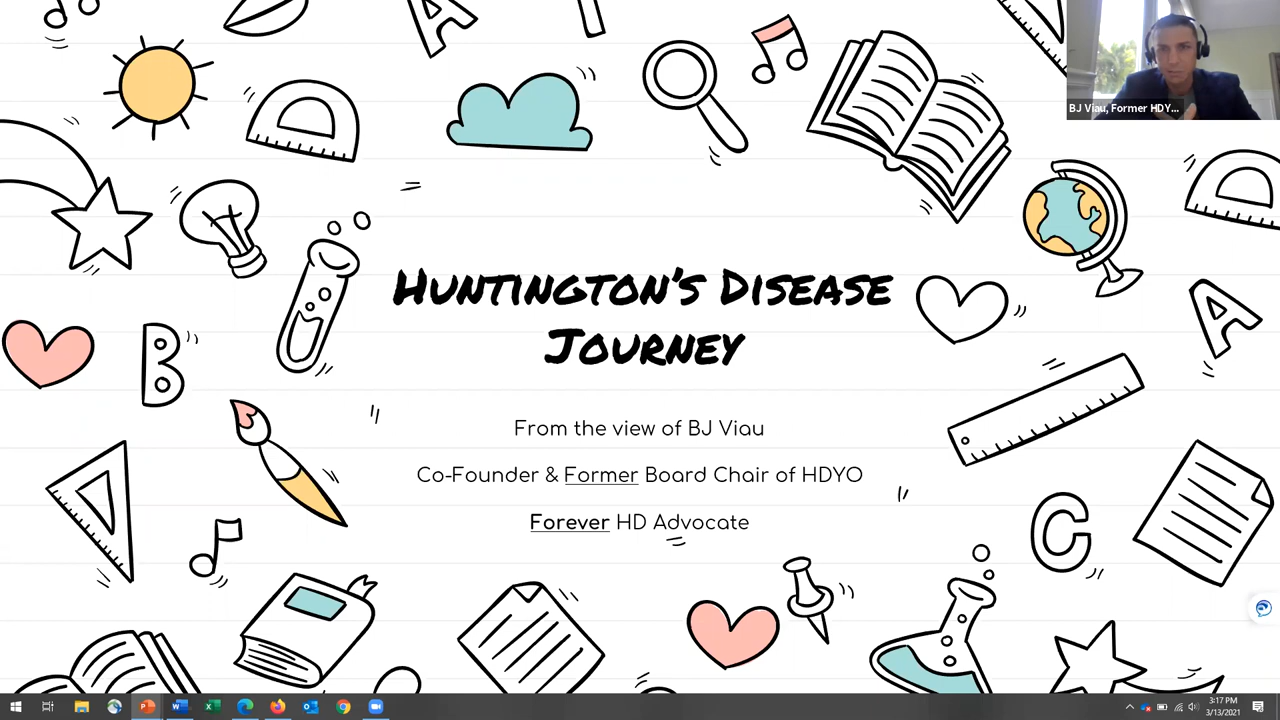 A
BJ Viau, Former HDY...
HUNTINGTON'S DISEASE
JOURNEY
A
B
From the view of BJ Viau
Co-Founder & Former Board Chair of HDYO
Forever HD Advocate
C
3:17 PM
3/13/2021